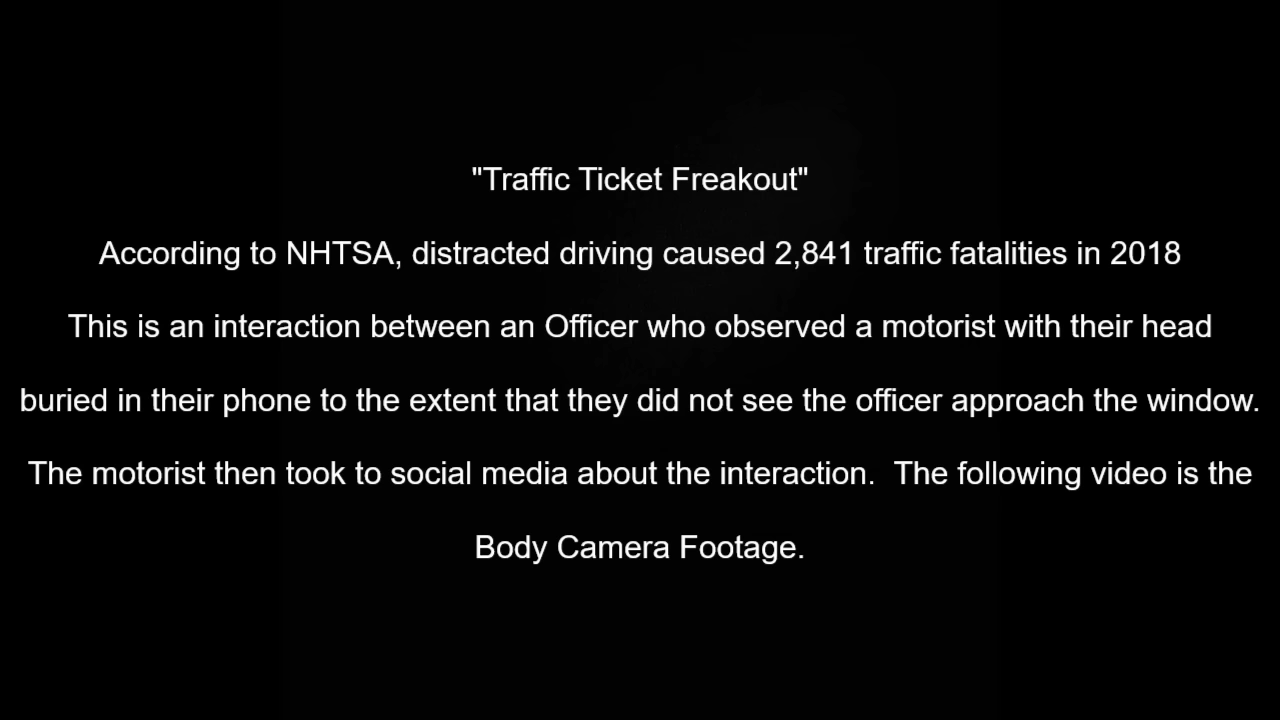 "Traffic Ticket Freakout"
According to NHTSA, distracted driving caused 2,841 traffic fatalities in 2018
This is an interaction between an Officer who observed a motorist with their head
buried in their phone to the extent that they did not see the officer approach the window.
The motorist then took to social media about the interaction.  The following video is the
Body Camera Footage.